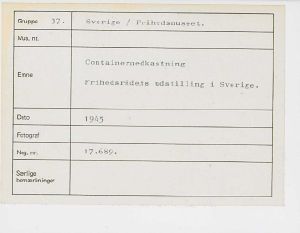 Gruppe 37. Sverige / Frihedsmuseet.
Mus. nr.
Emne Containernedkastning
Frihedsrådets udstilling i Sverige.
Dato 1945
Fotograf
Neg. nr. 17.689.
Særlige
bemærkninger